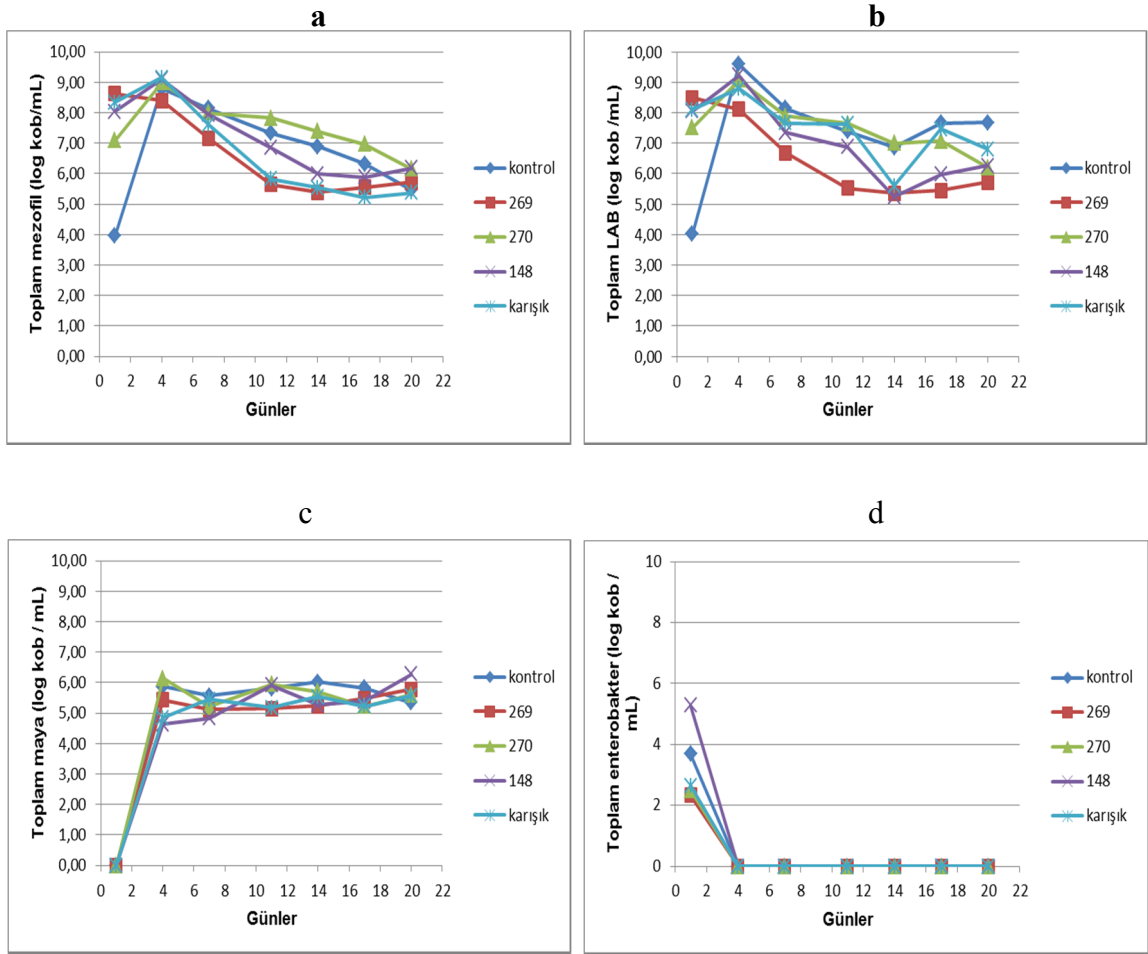 a
Toplam mezofil (log kob/mL)
10,00
9,00
8,00
7,00
6,00
5,00
4,00
3,00
2,00
1,00
0,00
0 2 4 6 8 10 12 14 16 18 20 22
Günler
kontrol
269
270
148
karışık
b
Toplam LAB (log kob /mL)
10,00
9,00
8,00
7,00
6,00
5,00
4,00
3,00
2,00
1,00
0,00
0 2 4 6 8 10 12 14 16 18 20 22
Günler
kontrol
269
270
148
karışık
c
Toplam maya (log kob / mL)
10,00
9,00
8,00
7,00
6,00
5,00
4,00
3,00
2,00
1,00
0,00
0 2 4 6 8 10 12 14 16 18 20 22
Günler
kontrol
269
270
148
karışık
d
Toplam enterobakter (log kob /
mL)
10
8
6
4
2
0
0 2 4 6 8 10 12 14 16 18 20 22
Günler
kontrol
269
270
148
karışık